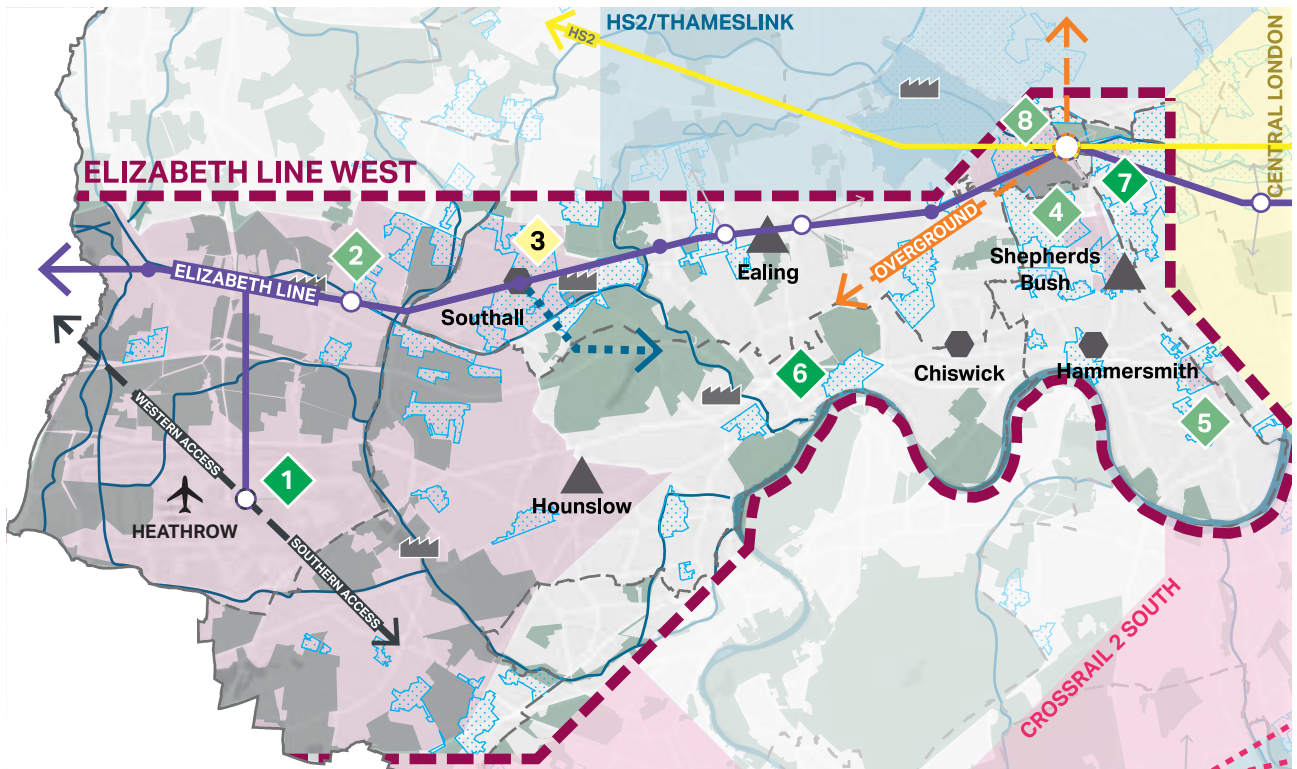 HS2/THAMESLINK
HS2
CENTRAL LONDON
8
ELIZABETH LINE WEST
7
4
3
2
OVERGROUND
Shepherds
Bush
Ealing
ELIZABETH LINE
Southall
6
Chiswick
Hammersmith
5
WESTERN ACCESS
1
Hounslow
HEATHROW
SOUTHERN ACCESS
CROSSRAIL 2 SOUTH